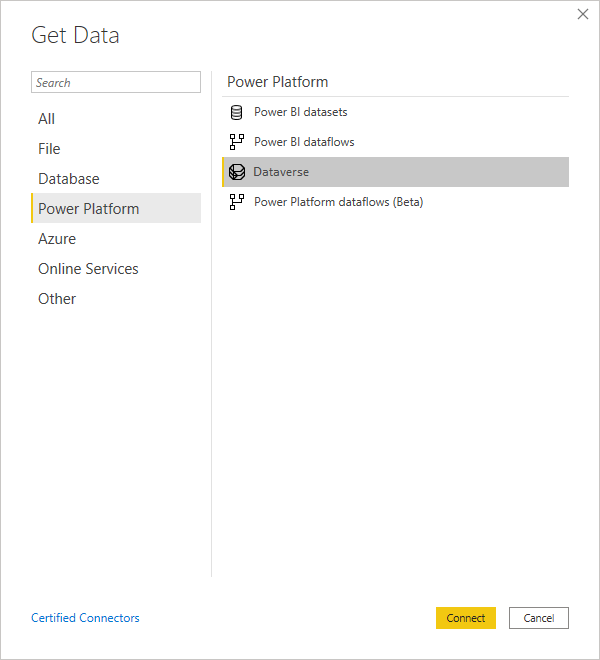 Get Data
Search
All
File
Database
Power Platform
Azure
Online Services
Other
Power Platform
Power BI datasets
Power BI dataflows
Dataverse
Power Platform dataflows (Beta)
Certified Connectors
Connect
Cancel